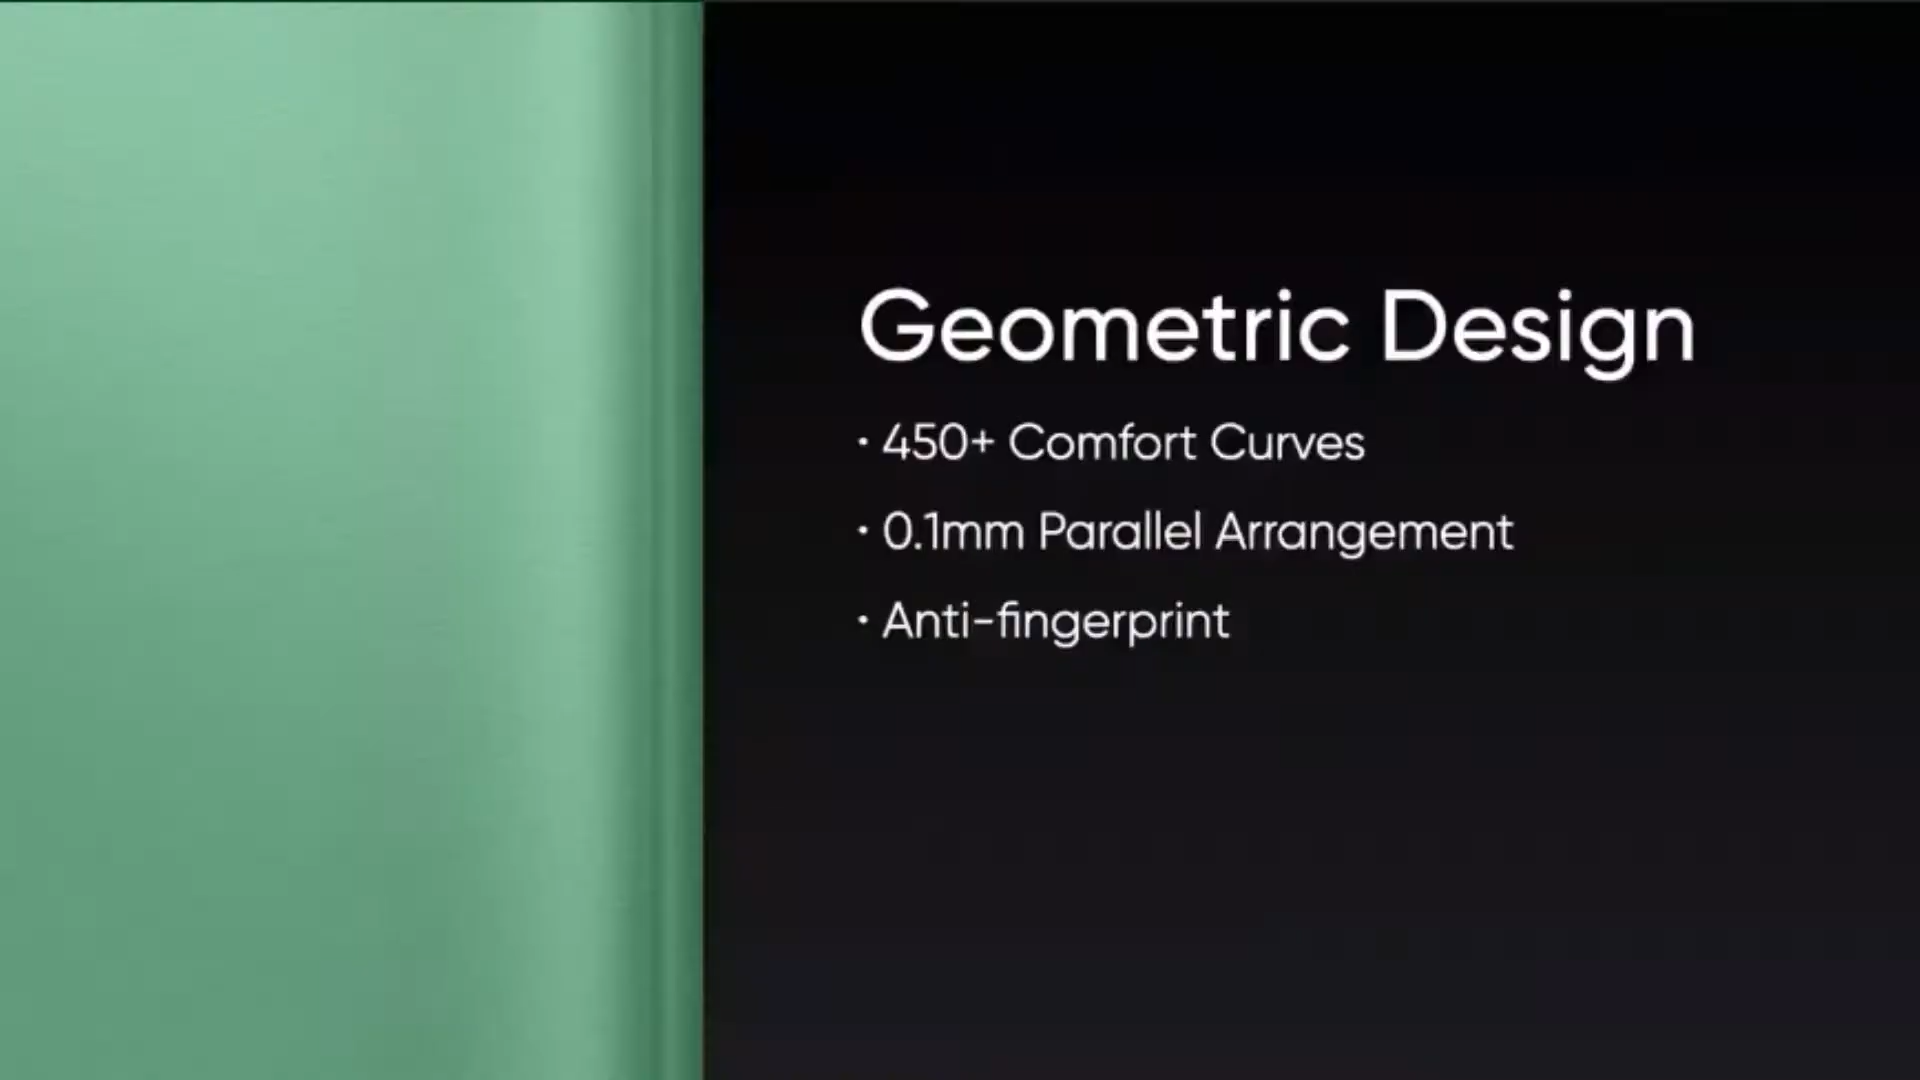 Geometric Design
· 450+ Comfort Curves
· 0.1mm Parallel Arrangement
· Anti-fingerprint